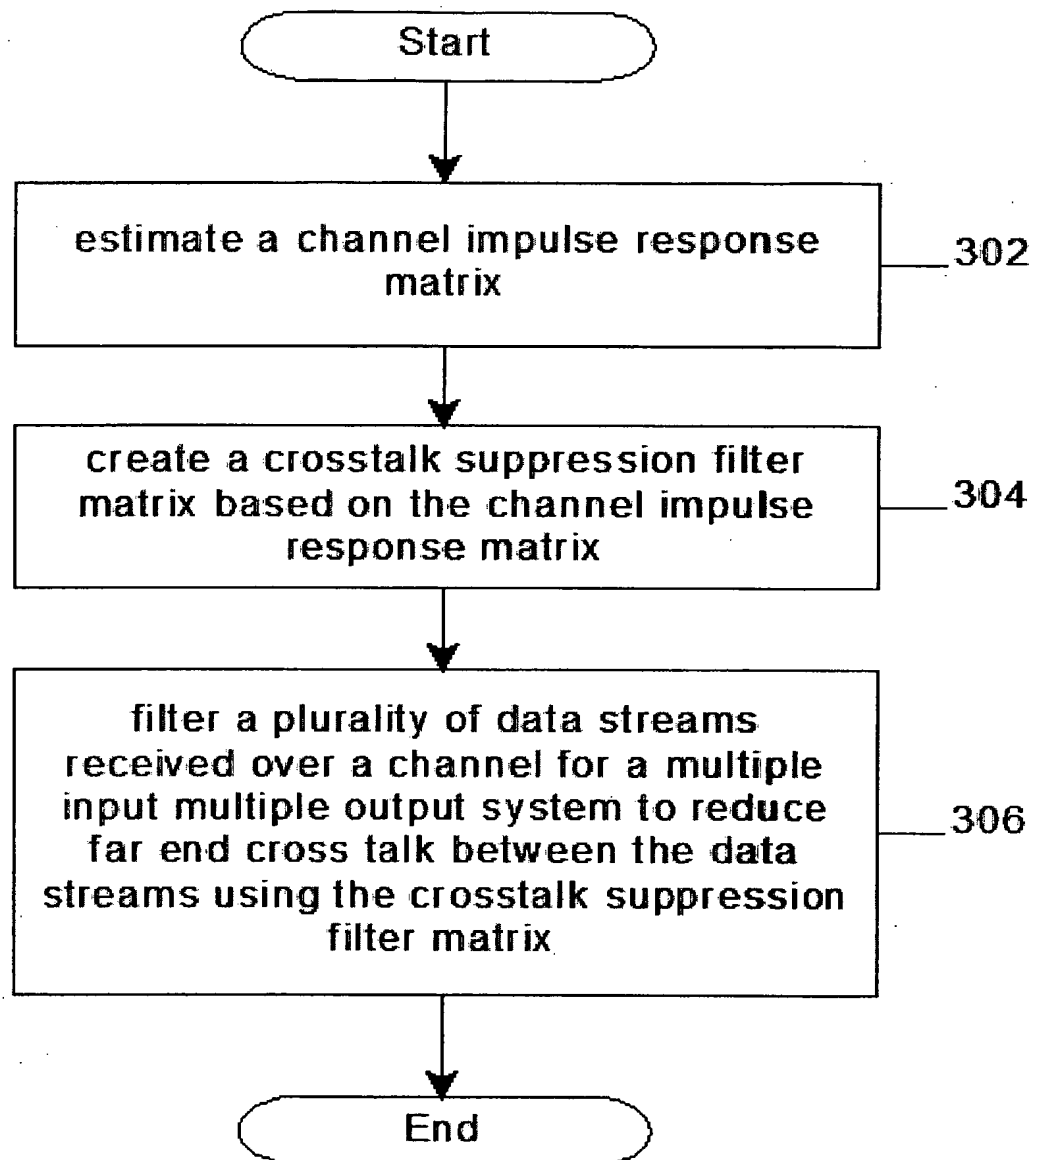 Start
estimate a channel impulse response
matrix
302
create a crosstalk suppression filter
matrix based on the channel impulse
response matrix
304
filter a plurality of data streams
received over a channel for a multiple
input multiple output system to reduce
far end cross talk between the data
streams using the crosstalk suppression
filter matrix
306
End